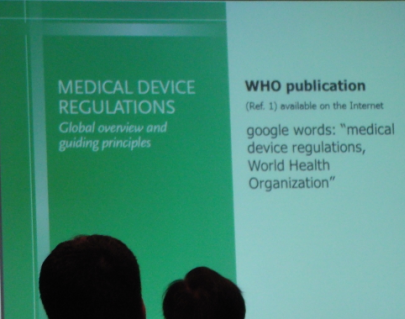 MEDICAL DEVICE
REGULATIONS
Global overview and
guiding principles
WHO publication
(Ref. 1) available on the Internet
google words: “medical
device regulations,
World Health
Organization”